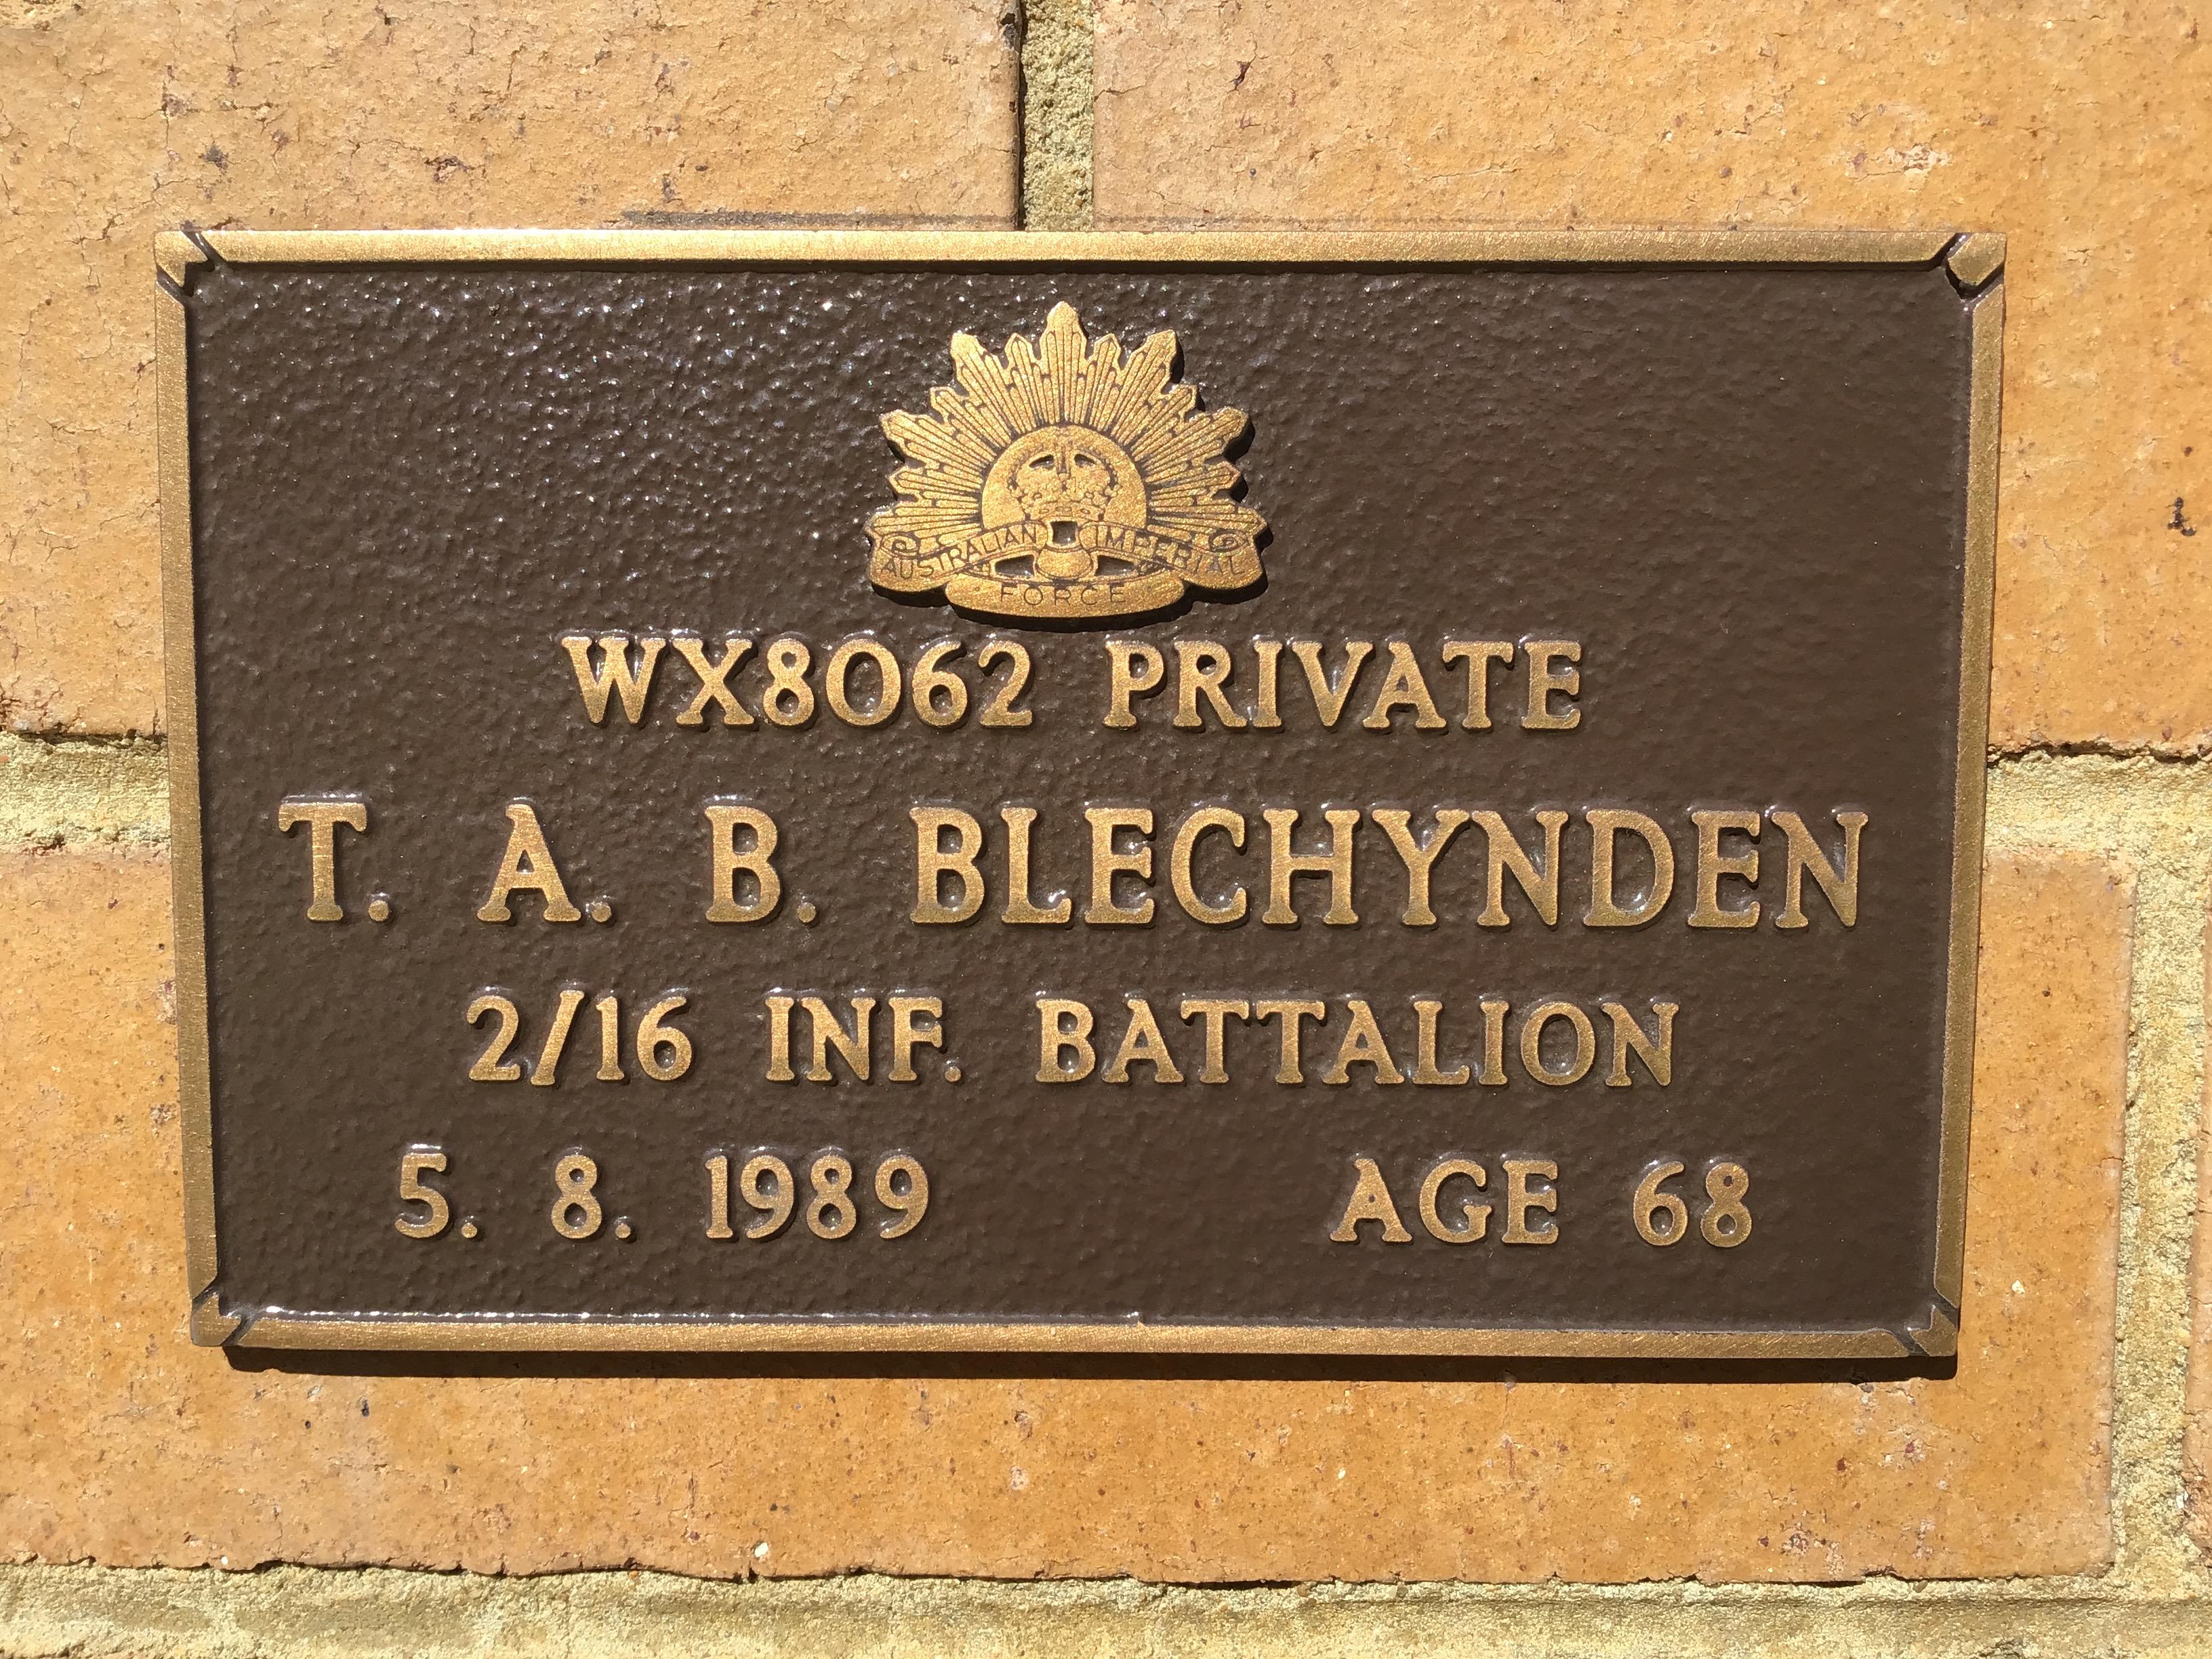 AUSTRALIAN IMPERIAL
FORCE
WX8062 PRIVATE
T. A. B. BLECHYNDEN
2/16 INF. BATTALION
5. 8. 1989 AGE 68